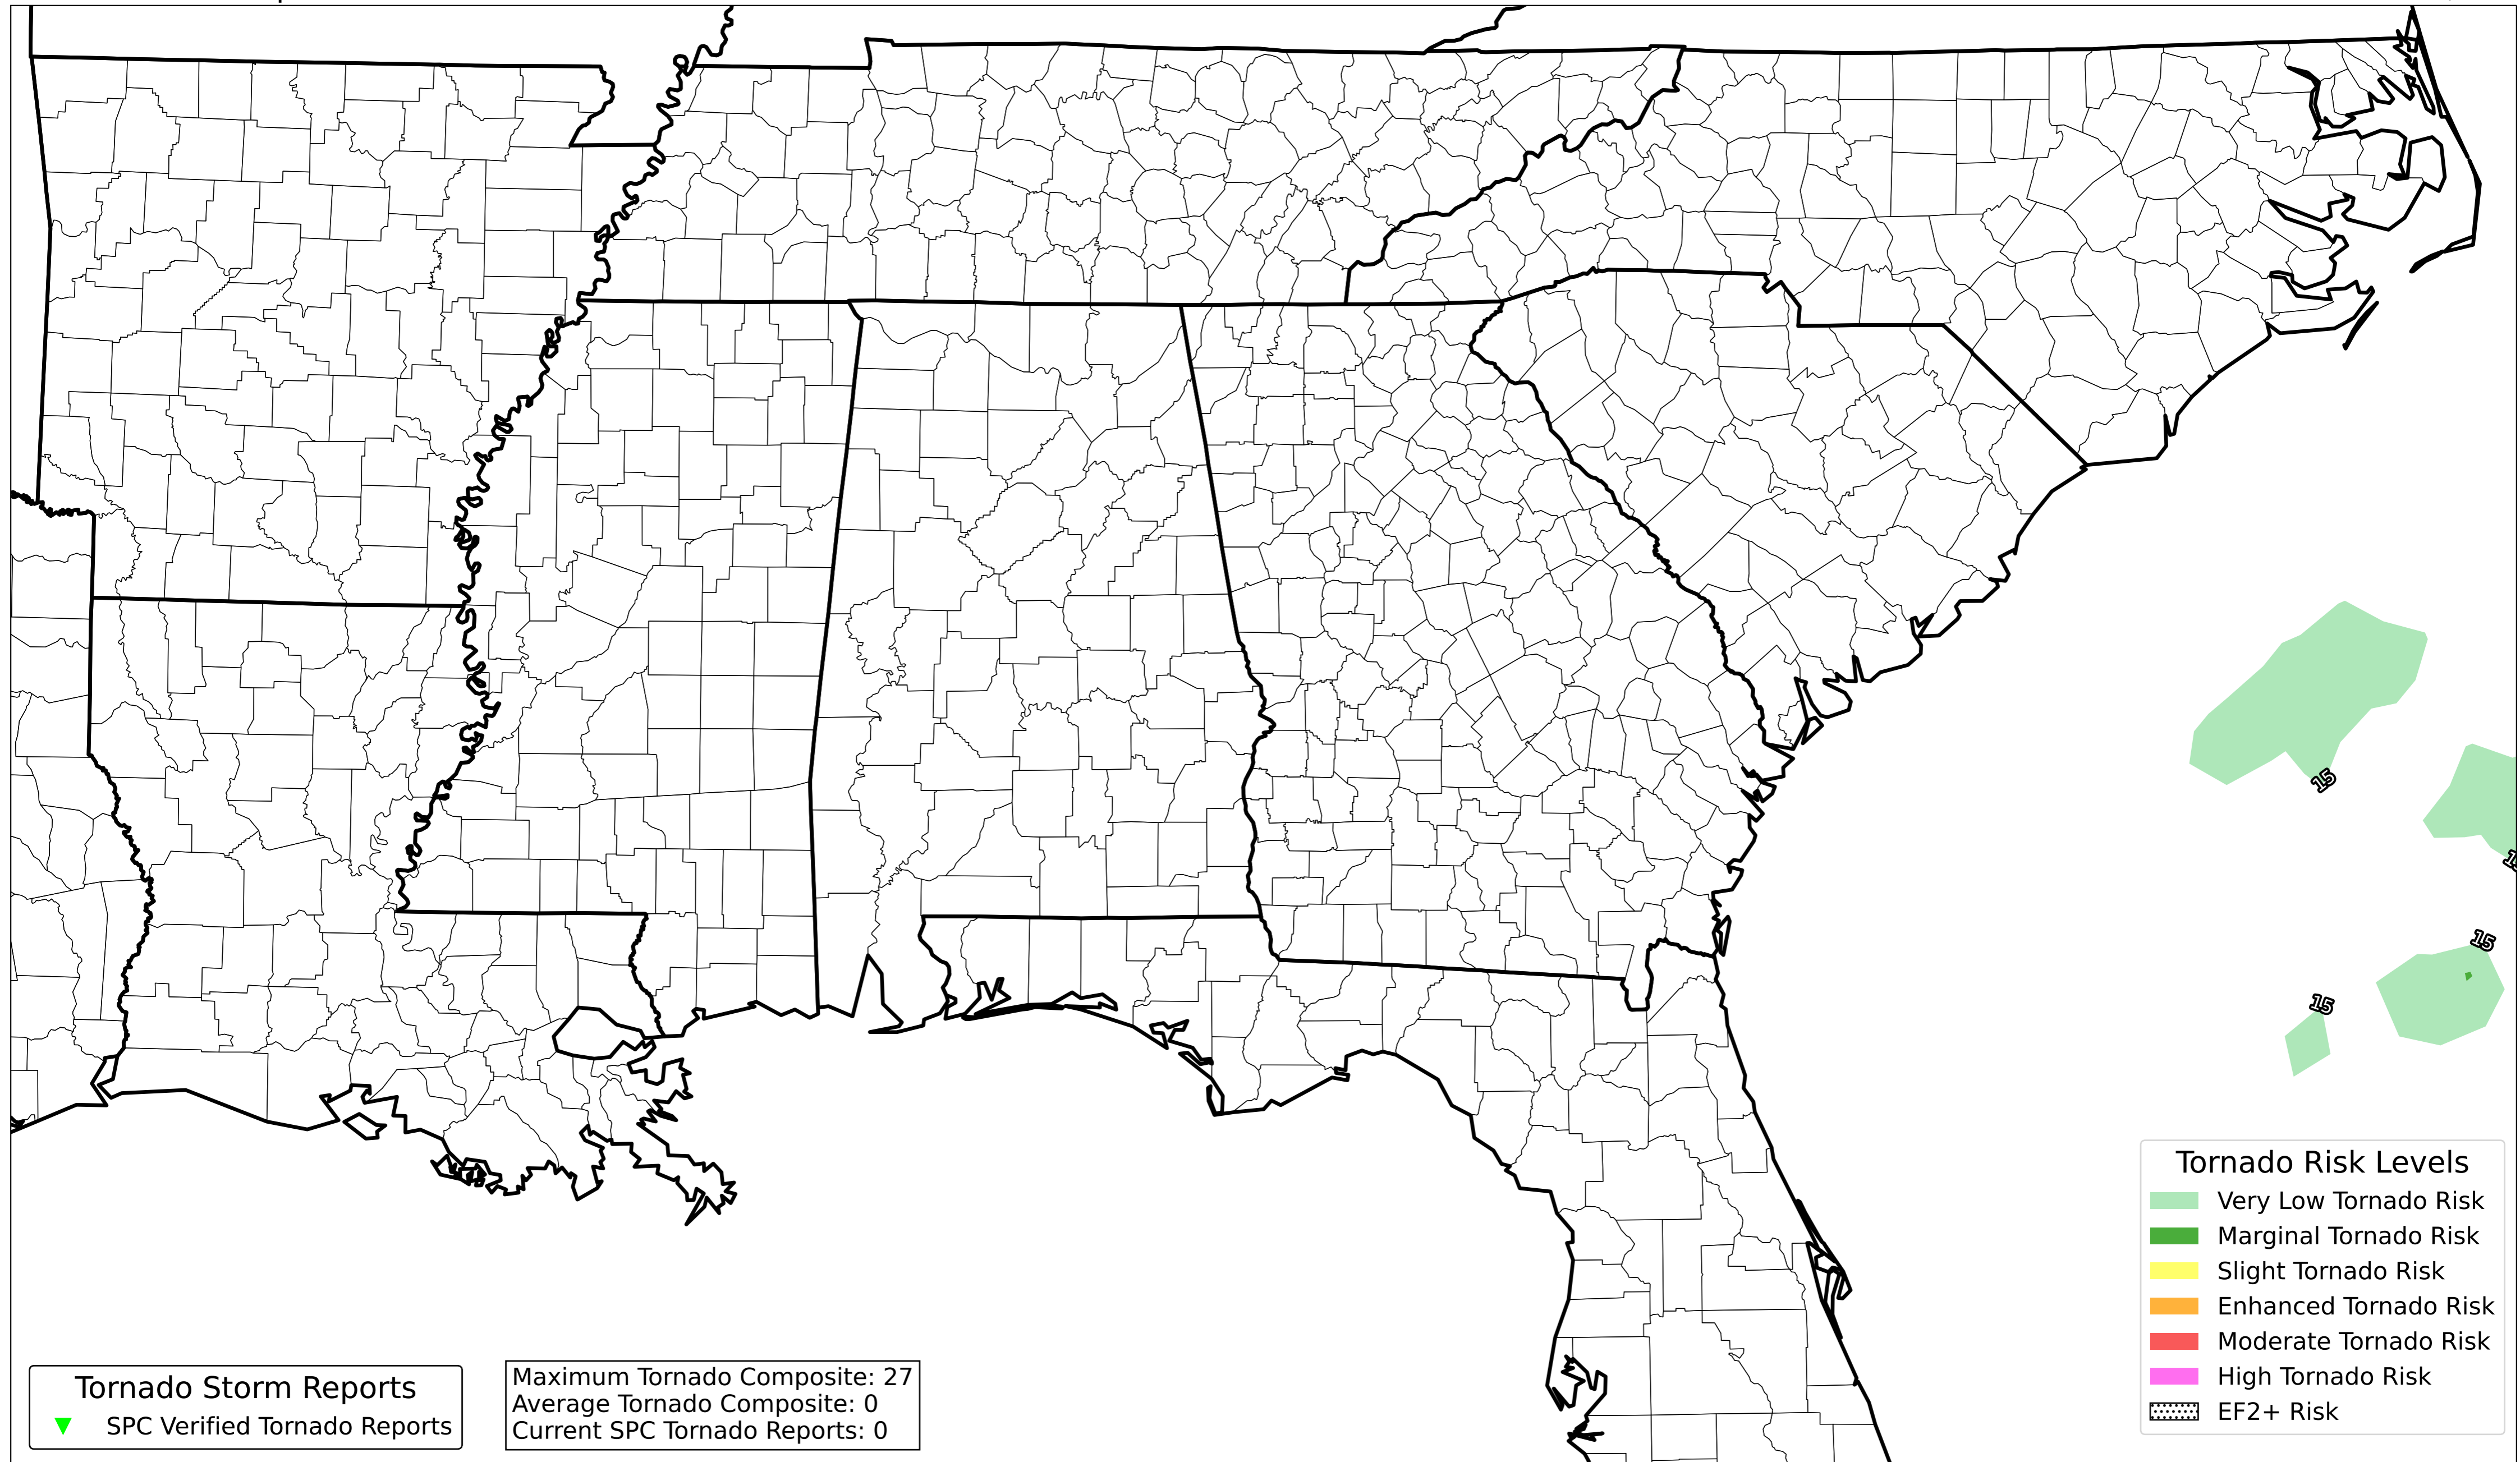 15
15
15
Tornado Risk Levels
Very Low Tornado Risk
Marginal Tornado Risk
Slight Tornado Risk
Enhanced Tornado Risk
Moderate Tornado Risk
High Tornado Risk
EF2+ Risk
Tornado Storm Reports
SPC Verified Tornado Reports
Maximum Tornado Composite: 27
Average Tornado Composite: 0
Current SPC Tornado Reports: 0